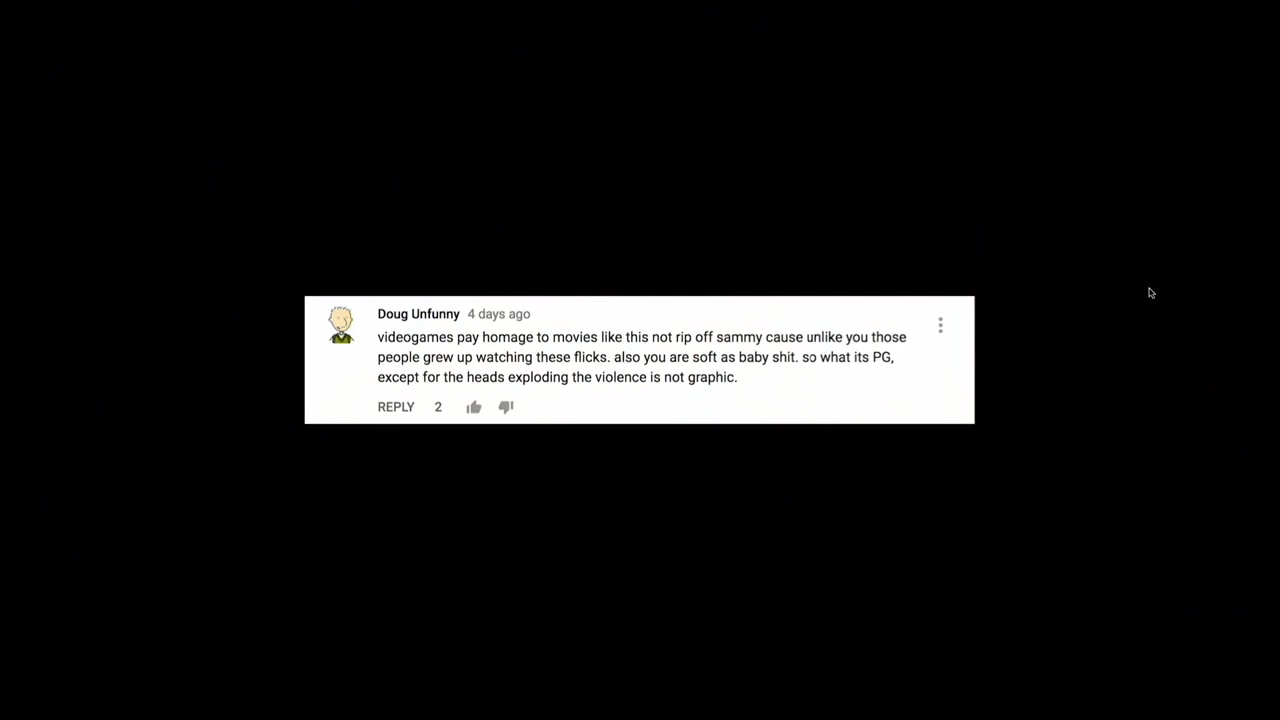 Doug Unfunny 4 days ago
videogames pay homage to movies like this not rip off sammy cause unlike you those
people grew up watching these flicks. also you are soft as baby shit. so what its PG,
except for the heads exploding the violence is not graphic.
REPLY 2